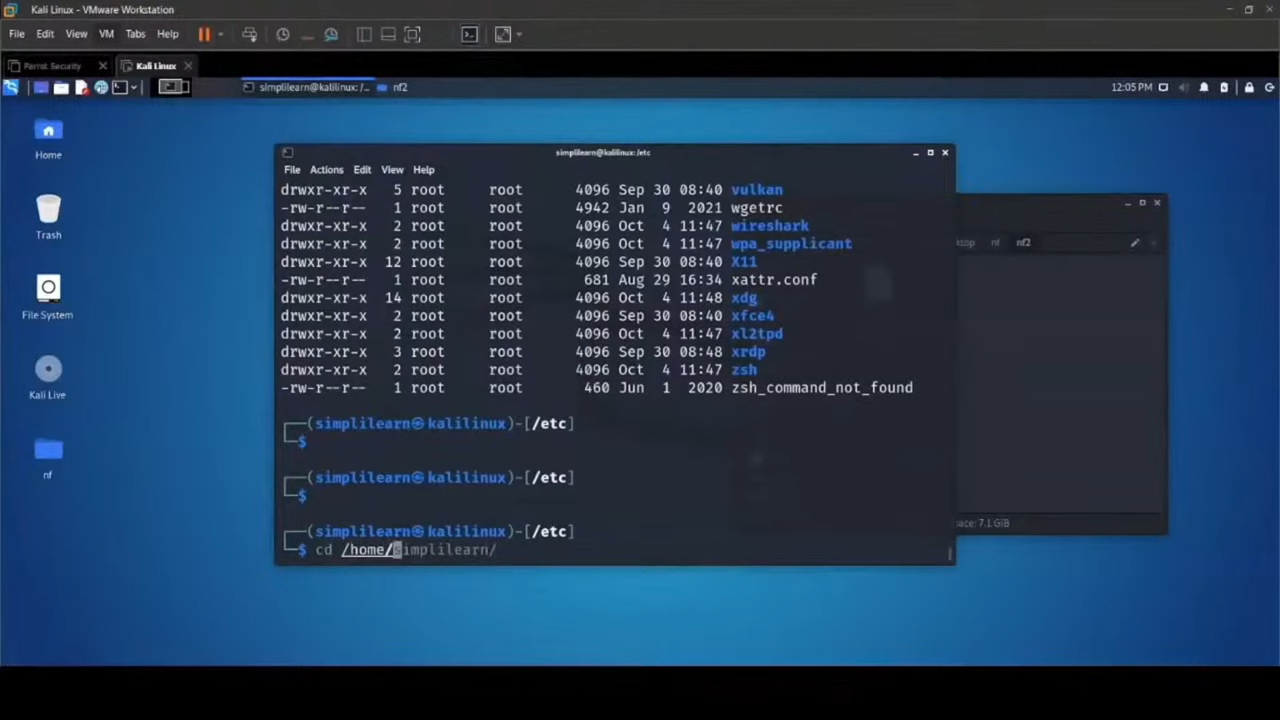 Kali Linux - VMware Workstation
File Edit View VM Tabs Help
Parrot Security Kali Linux
simplilearn@kalilinux: /... nf2 12:05 PM
Home
Trash
File System
Kali Live
nf
simplilearn@kalilinux: /etc
File Actions Edit View Help
drwxr-xr-x 5 root root 4096 Sep 30 08:40 vulkan
-rw-r--r-- 1 root root 4942 Jan 9 2021 wgetrc
drwxr-xr-x 2 root root 4096 Oct 4 11:47 wireshark
drwxr-xr-x 2 root root 4096 Oct 4 11:47 wpa_supplicant
drwxr-xr-x 12 root root 4096 Sep 30 08:40 X11
-rw-r--r-- 1 root root 681 Aug 29 16:34 xattr.conf
drwxr-xr-x 14 root root 4096 Oct 4 11:48 xdg
drwxr-xr-x 2 root root 4096 Sep 30 08:40 xfce4
drwxr-xr-x 2 root root 4096 Oct 4 11:47 xl2tpd
drwxr-xr-x 3 root root 4096 Sep 30 08:48 xrdp
drwxr-xr-x 2 root root 4096 Oct 4 11:47 zsh
-rw-r--r-- 1 root root 460 Jun 1 2020 zsh_command_not_found
┌──(simplilearn㉿kalilinux)-[/etc]
└─$
┌──(simplilearn㉿kalilinux)-[/etc]
└─$
┌──(simplilearn㉿kalilinux)-[/etc]
└─$ cd /home/simplilearn/
ktop nf nf2
ace: 7.1 GiB